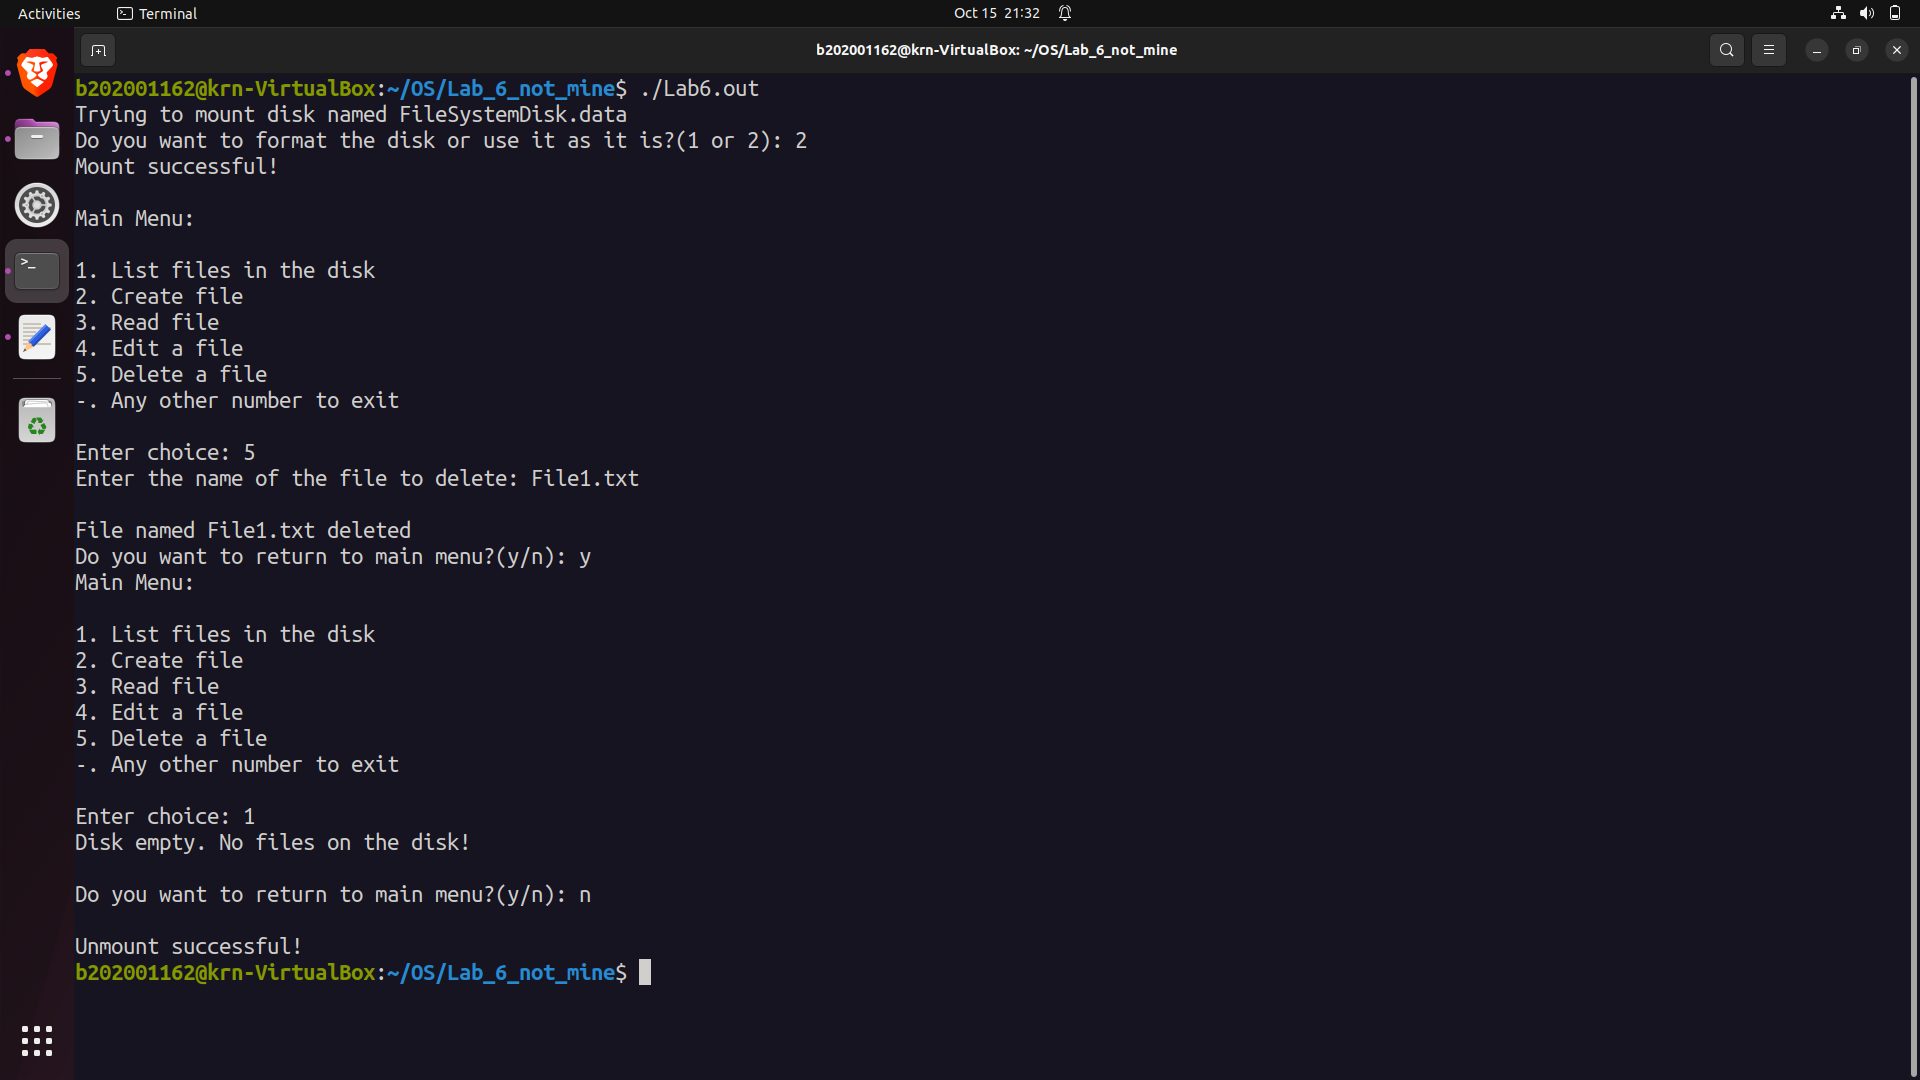 Activities
Terminal
Oct 15 21:32
b202001162@krn-VirtualBox: ~/OS/Lab_6_not_mine
b202001162@krn-VirtualBox:~/OS/Lab_6_not_mine$ ./Lab6.out
Trying to mount disk named FileSystemDisk.data
Do you want to format the disk or use it as it is?(1 or 2): 2
Mount successful!
Main Menu:
1. List files in the disk
2. Create file
3. Read file
4. Edit a file
5. Delete a file
-. Any other number to exit
Enter choice: 5
Enter the name of the file to delete: File1.txt
File named File1.txt deleted
Do you want to return to main menu?(y/n): y
Main Menu:
1. List files in the disk
2. Create file
3. Read file
4. Edit a file
5. Delete a file
-. Any other number to exit
Enter choice: 1
Disk empty. No files on the disk!
Do you want to return to main menu?(y/n): n
Unmount successful!
b202001162@krn-VirtualBox:~/OS/Lab_6_not_mine$